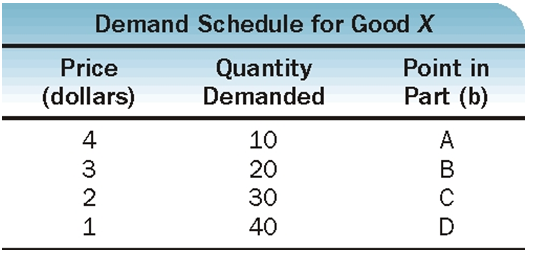 Demand Schedule for Good X
Price Quantity Point in
(dollars) Demanded Part (b)
4 10 A
3 20 B
2 30 C
1 40 D